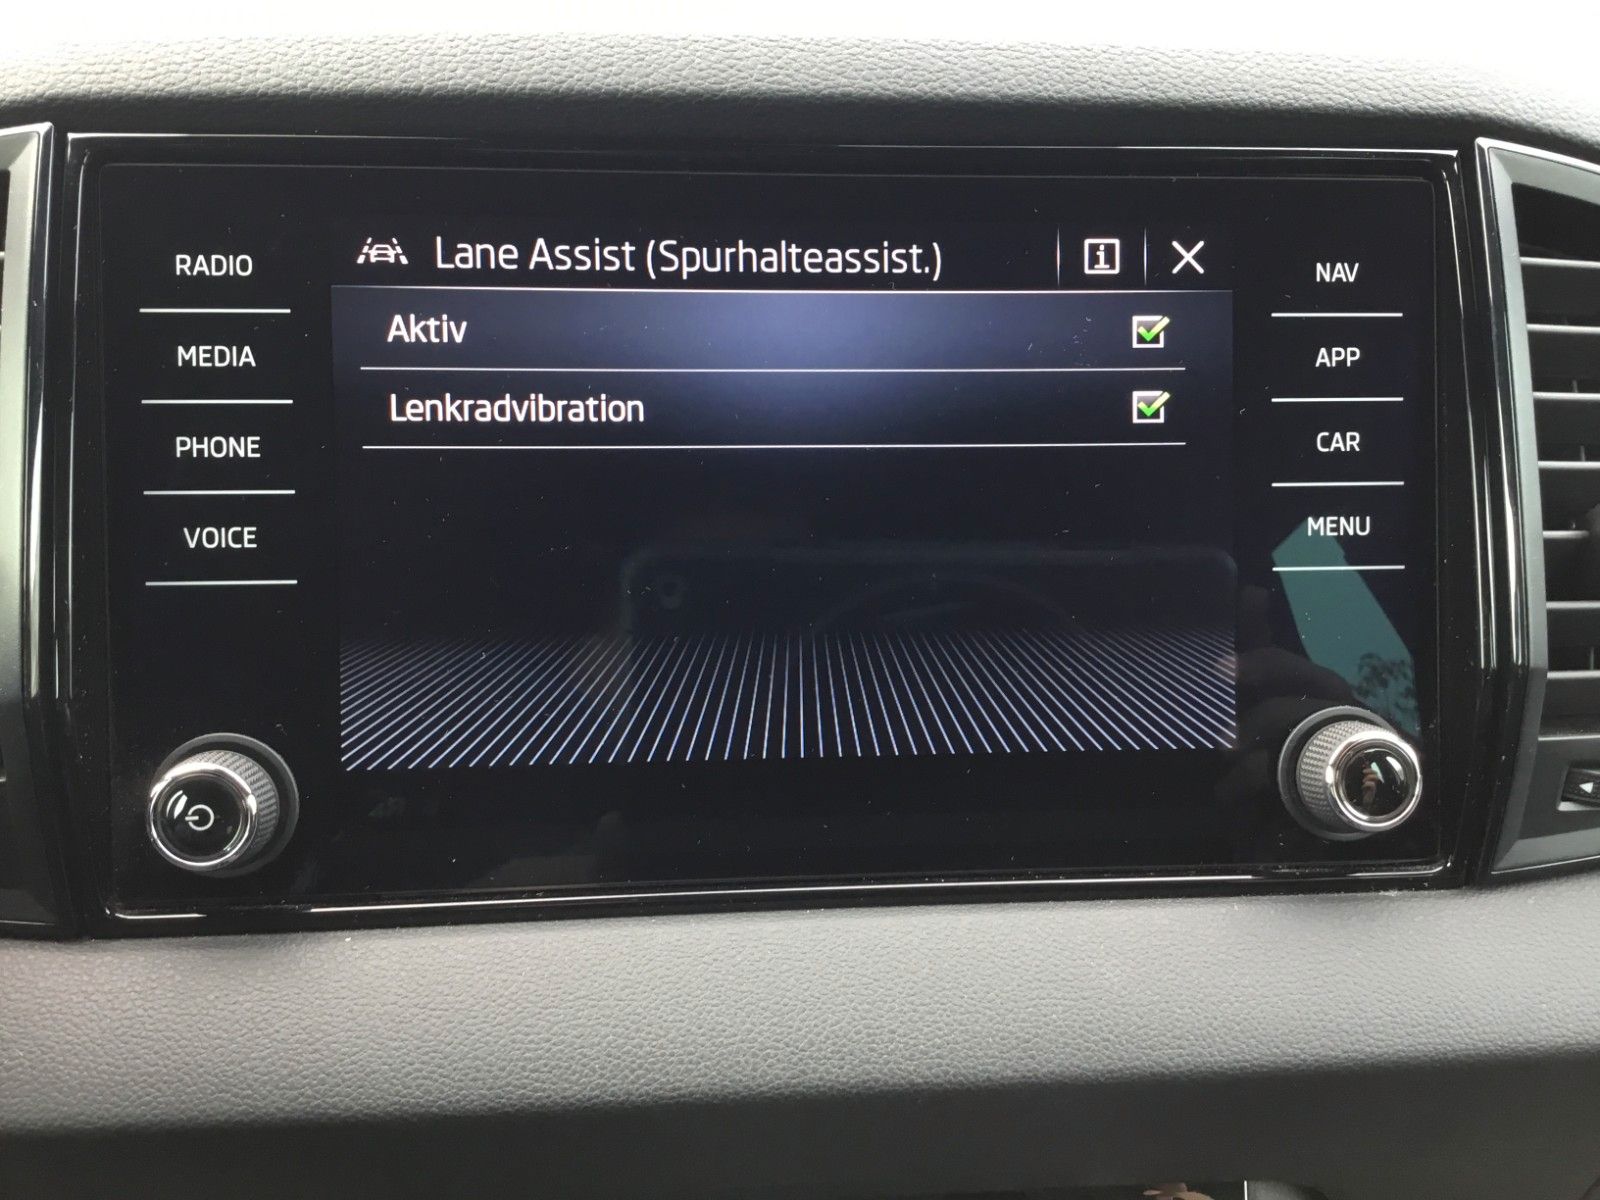 Lane Assist (Spurhalteassist.)
Aktiv
Lenkradvibration
RADIO
MEDIA
PHONE
VOICE
NAV
APP
CAR
MENU